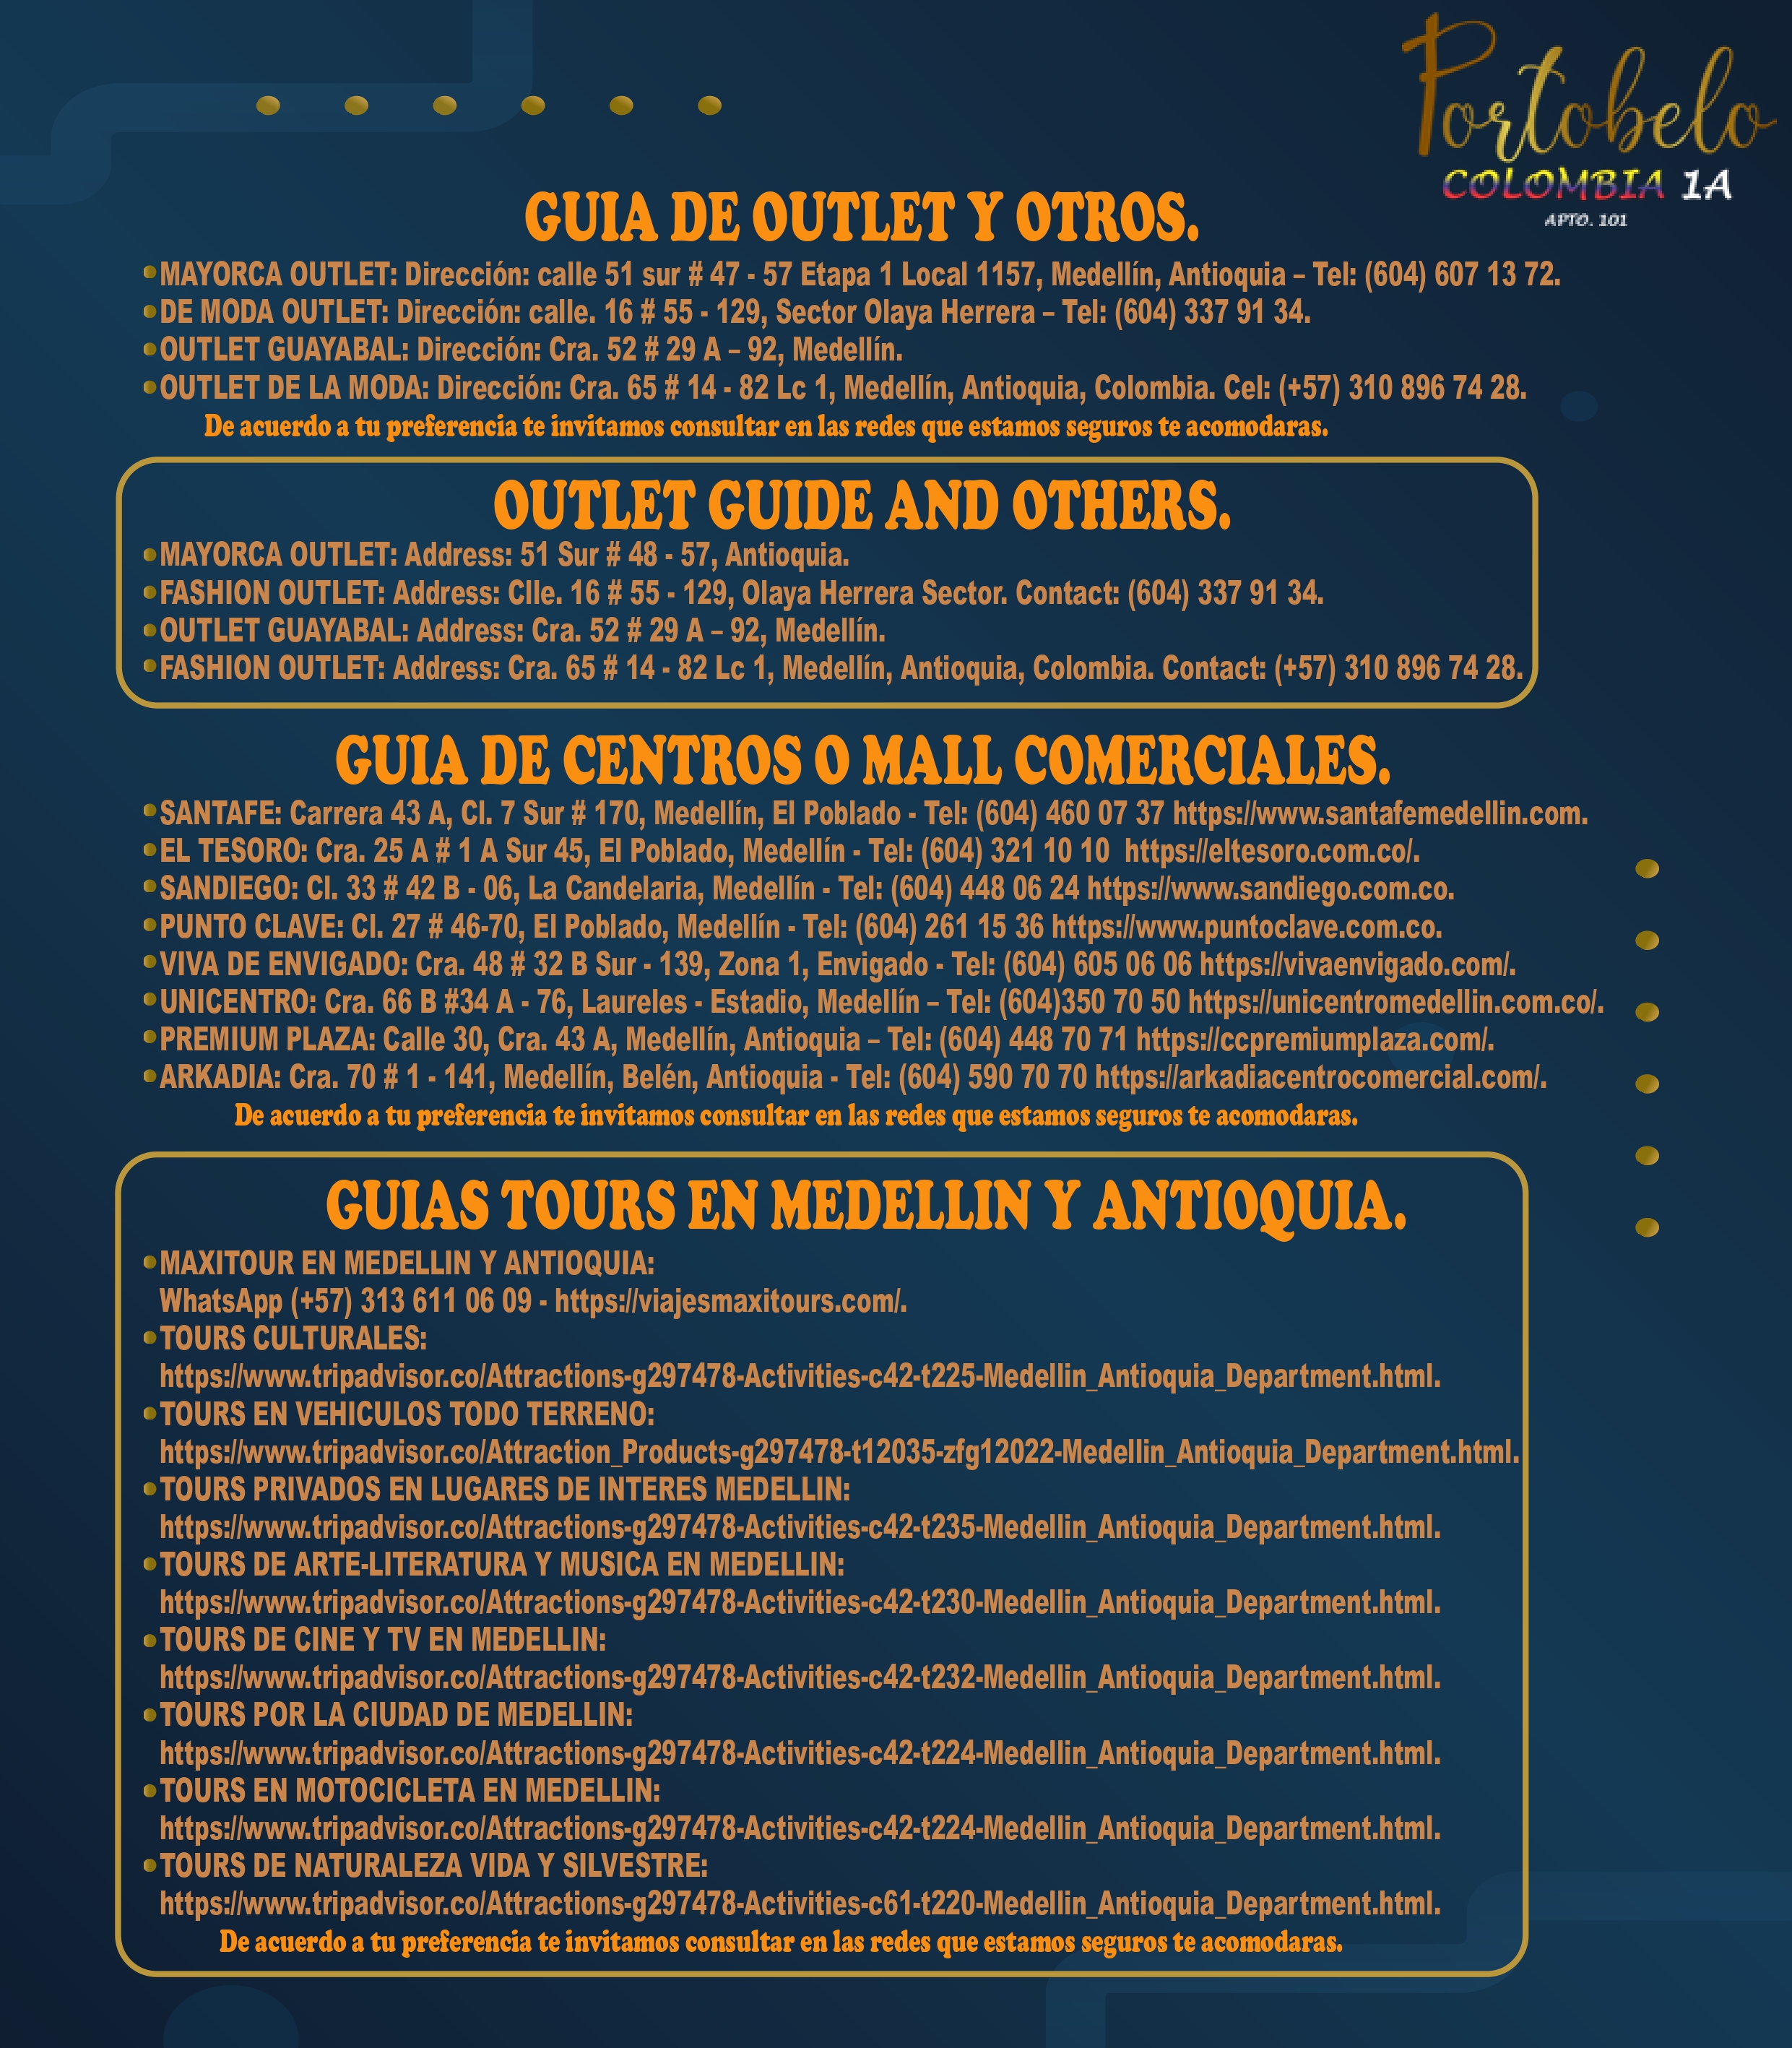 Portobelo
COLOMBIA 1A
APTO. 101
GUIA DE OUTLET Y OTROS.
MAYORCA OUTLET: Dirección: calle 51 sur # 47 - 57 Etapa 1 Local 1157, Medellín, Antioquia – Tel: (604) 607 13 72.
DE MODA OUTLET: Dirección: calle. 16 # 55 - 129, Sector Olaya Herrera – Tel: (604) 337 91 34.
OUTLET GUAYABAL: Dirección: Cra. 52 # 29 A – 92, Medellín.
OUTLET DE LA MODA: Dirección: Cra. 65 # 14 - 82 Lc 1, Medellín, Antioquia, Colombia. Cel: (+57) 310 896 74 28.
De acuerdo a tu preferencia te invitamos consultar en las redes que estamos seguros te acomodaras.
OUTLET GUIDE AND OTHERS.
MAYORCA OUTLET: Address: 51 Sur # 48 - 57, Antioquia.
FASHION OUTLET: Address: Clle. 16 # 55 - 129, Olaya Herrera Sector. Contact: (604) 337 91 34.
OUTLET GUAYABAL: Address: Cra. 52 # 29 A – 92, Medellín.
FASHION OUTLET: Address: Cra. 65 # 14 - 82 Lc 1, Medellín, Antioquia, Colombia. Contact: (+57) 310 896 74 28.
GUIA DE CENTROS O MALL COMERCIALES.
SANTAFE: Carrera 43 A, Cl. 7 Sur # 170, Medellín, El Poblado - Tel: (604) 460 07 37 https://www.santafemedellin.com.
EL TESORO: Cra. 25 A # 1 A Sur 45, El Poblado, Medellín - Tel: (604) 321 10 10 https://eltesoro.com.co/.
SANDIEGO: Cl. 33 # 42 B - 06, La Candelaria, Medellín - Tel: (604) 448 06 24 https://www.sandiego.com.co.
PUNTO CLAVE: Cl. 27 # 46-70, El Poblado, Medellín - Tel: (604) 261 15 36 https://www.puntoclave.com.co.
VIVA DE ENVIGADO: Cra. 48 # 32 B Sur - 139, Zona 1, Envigado - Tel: (604) 605 06 06 https://vivaenvigado.com/.
UNICENTRO: Cra. 66 B #34 A - 76, Laureles - Estadio, Medellín – Tel: (604)350 70 50 https://unicentromedellin.com.co/.
PREMIUM PLAZA: Calle 30, Cra. 43 A, Medellín, Antioquia – Tel: (604) 448 70 71 https://ccpremiumplaza.com/.
ARKADIA: Cra. 70 # 1 - 141, Medellín, Belén, Antioquia - Tel: (604) 590 70 70 https://arkadiacentrocomercial.com/.
De acuerdo a tu preferencia te invitamos consultar en las redes que estamos seguros te acomodaras.
GUIAS TOURS EN MEDELLIN Y ANTIOQUIA.
MAXITOUR EN MEDELLIN Y ANTIOQUIA:
WhatsApp (+57) 313 611 06 09 - https://viajesmaxitours.com/.
TOURS CULTURALES:
https://www.tripadvisor.co/Attractions-g297478-Activities-c42-t225-Medellin_Antioquia_Department.html.
TOURS EN VEHICULOS TODO TERRENO:
https://www.tripadvisor.co/Attraction_Products-g297478-t12035-zfg12022-Medellin_Antioquia_Department.html.
TOURS PRIVADOS EN LUGARES DE INTERES MEDELLIN:
https://www.tripadvisor.co/Attractions-g297478-Activities-c42-t235-Medellin_Antioquia_Department.html.
TOURS DE ARTE-LITERATURA Y MUSICA EN MEDELLIN:
https://www.tripadvisor.co/Attractions-g297478-Activities-c42-t230-Medellin_Antioquia_Department.html.
TOURS DE CINE Y TV EN MEDELLIN:
https://www.tripadvisor.co/Attractions-g297478-Activities-c42-t232-Medellin_Antioquia_Department.html.
TOURS POR LA CIUDAD DE MEDELLIN:
https://www.tripadvisor.co/Attractions-g297478-Activities-c42-t224-Medellin_Antioquia_Department.html.
TOURS EN MOTOCICLETA EN MEDELLIN:
https://www.tripadvisor.co/Attractions-g297478-Activities-c42-t224-Medellin_Antioquia_Department.html.
TOURS DE NATURALEZA VIDA Y SILVESTRE:
https://www.tripadvisor.co/Attractions-g297478-Activities-c61-t220-Medellin_Antioquia_Department.html.
De acuerdo a tu preferencia te invitamos consultar en las redes que estamos seguros te acomodaras.